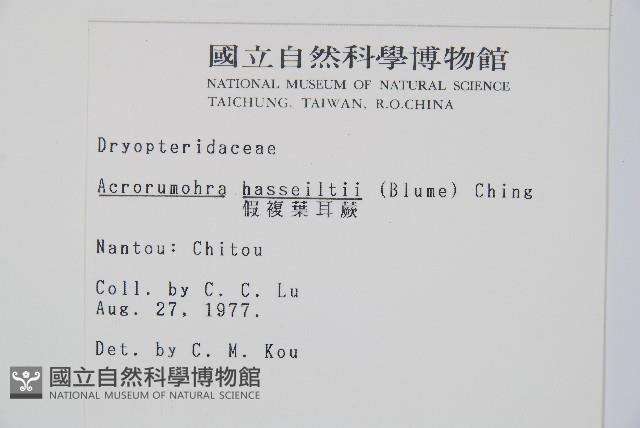 國立自然科學博物館
NATIONAL MUSEUM OF NATURAL SCIENCE
TAICHUNG, TAIWAN, R.O.CHINA
Dryopteridaceae
Acrorumohra hasseiltii (Blume) Ching
假複葉耳蕨
Nantou: Chitou
Coll. by C. C. Lu
Aug. 27, 1977.
Det. by C. M. Kou
國立自然科學博物館
NATIONAL MUSEUM OF NATURAL SCIENCE